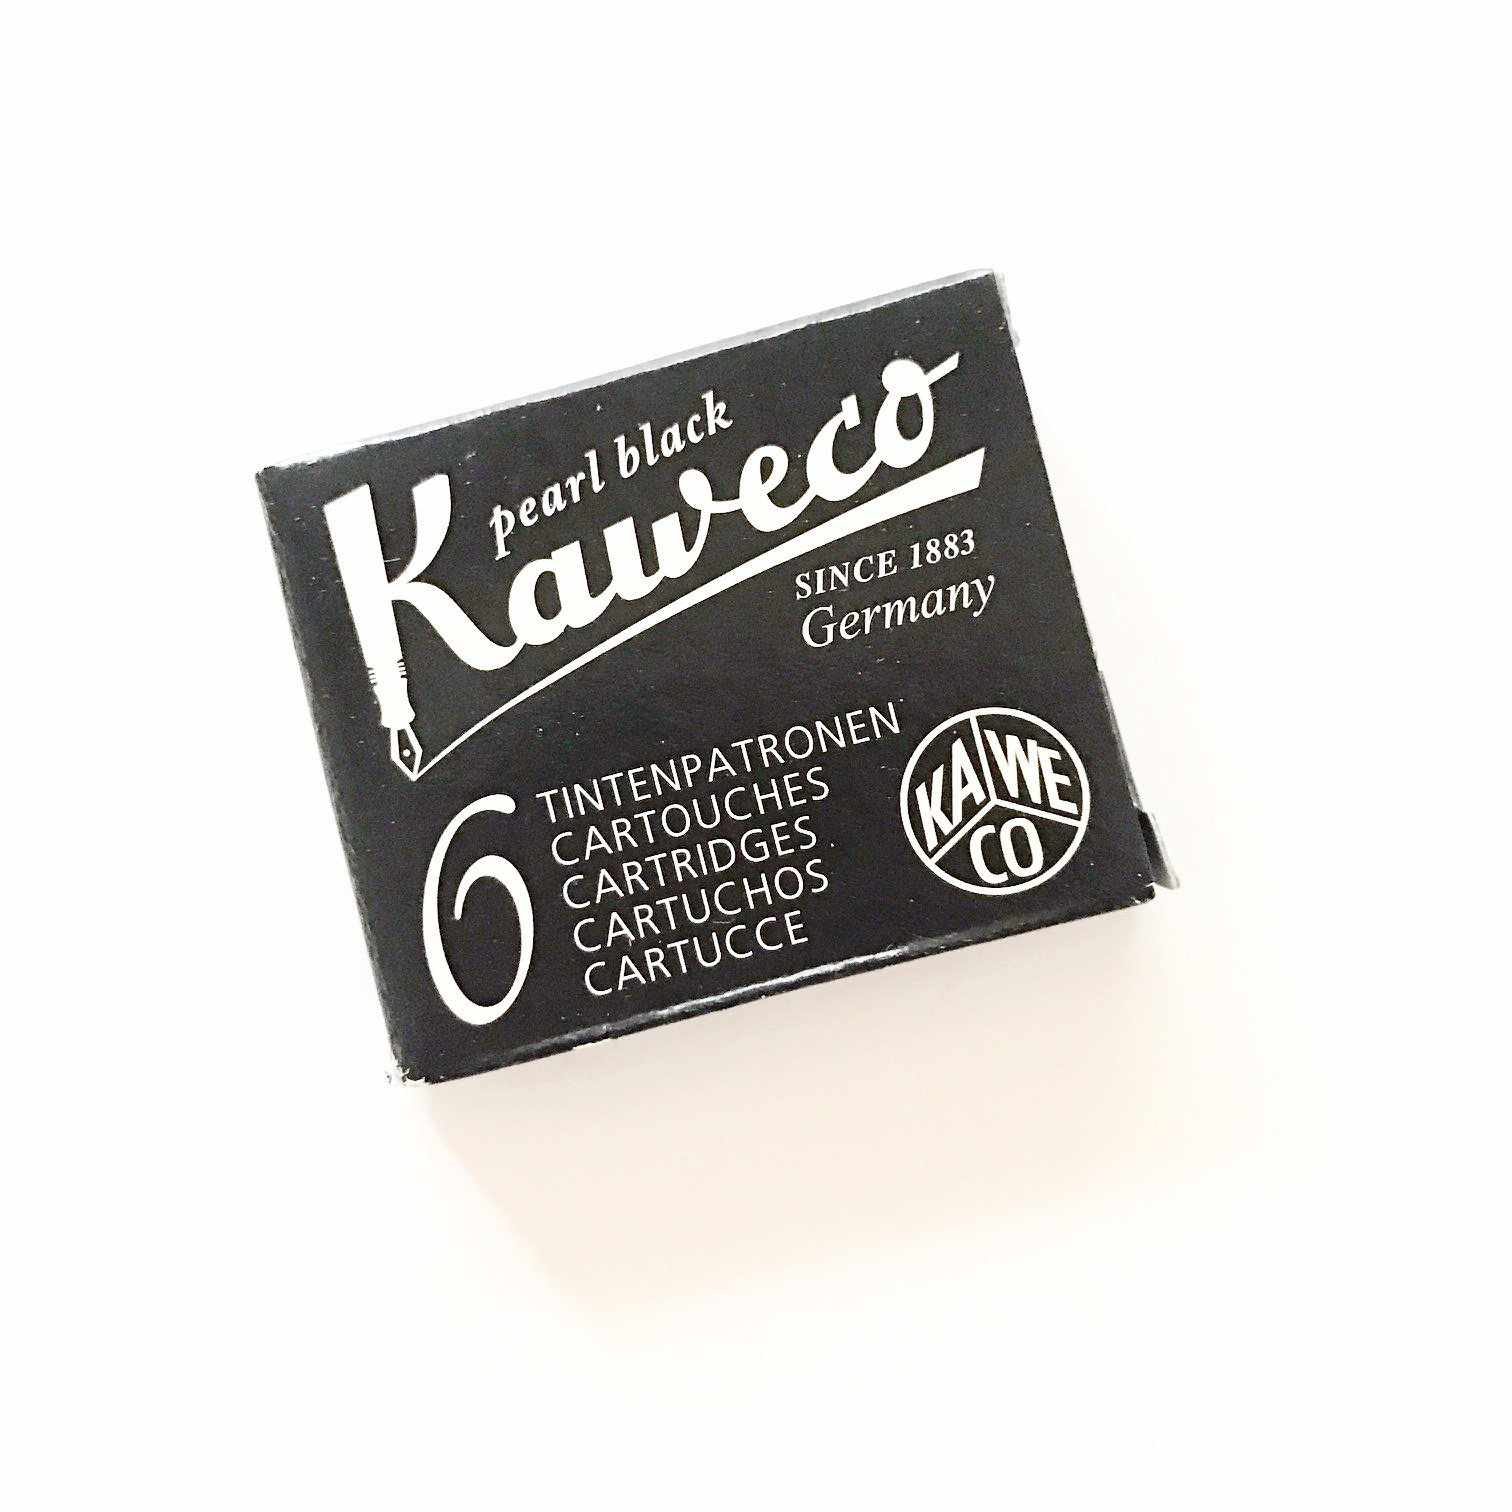 pearl black
Kaweco
SINCE 1883
Germany
6
TINTENPATRONEN
CARTOUCHES
CARTRIDGES
CARTUCHOS
CARTUCCE
KA WE
CO